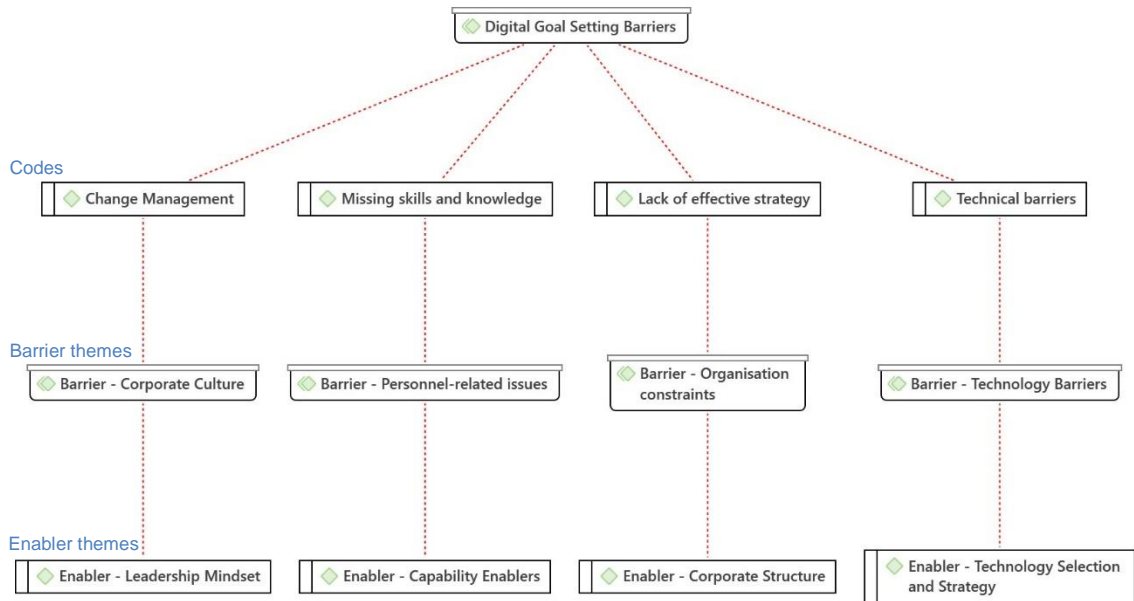 Digital Goal Setting Barriers
Codes
Change Management
Missing skills and knowledge
Lack of effective strategy
Technical barriers
Barrier themes
Barrier - Corporate Culture
Barrier - Personnel-related issues
Barrier - Organisation
constraints
Barrier - Technology Barriers
Enabler themes
Enabler - Leadership Mindset
Enabler - Capability Enablers
Enabler - Corporate Structure
Enabler - Technology Selection
and Strategy